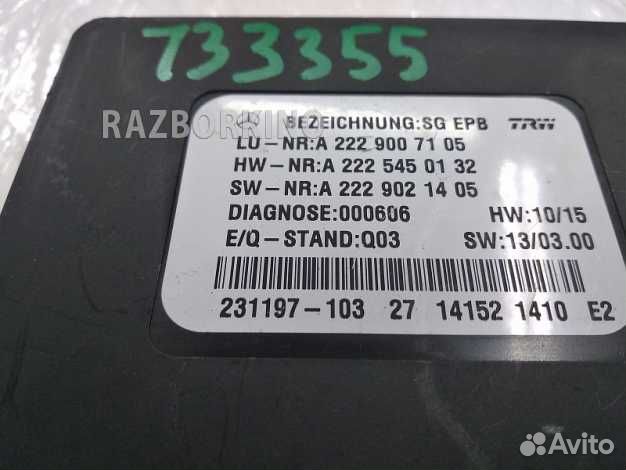 733355
RAZBORKING
BEZEICHNUNG:SG EPB TRW
LU-NR:A 222 900 71 05
HW-NR:A 222 545 01 32
SW-NR:A 222 902 14 05
DIAGNOSE:000606 HW:10/15
E/Q-STAND:Q03 SW:13/03.00
231197-103 27 14152 1410 E2
Avito